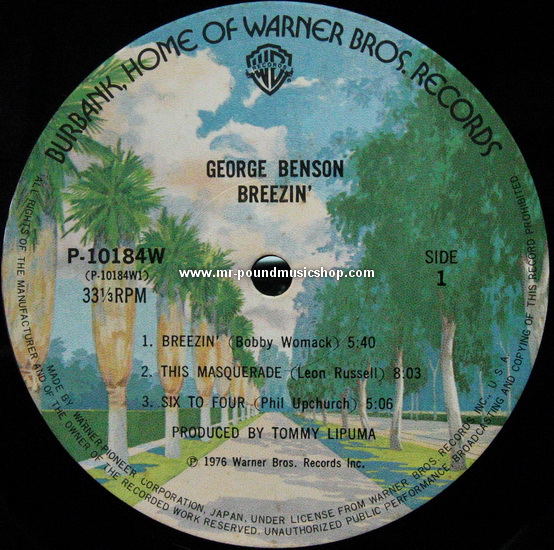 BURBANK, HOME OF WARNER BROS. RECORDS
RECORDS
WB
GEORGE BENSON
BREEZIN'
P-10184W
(P-10184W1)
33⅓RPM
SIDE
1
www.mr-poundmusicshop.com
1. BREEZIN' (Bobby Womack) 5:40
2. THIS MASQUERADE (Leon Russell) 8:03
3. SIX TO FOUR (Phil Upchurch) 5:06
PRODUCED BY TOMMY LIPUMA
℗ 1976 Warner Bros. Records Inc.
MADE BY WARNER-PIONEER CORPORATION, JAPAN, UNDER LICENSE FROM WARNER BROS. RECORDS INC., U.S.A.
ALL RIGHTS OF THE MANUFACTURER AND OF THE OWNER OF THE RECORDED WORK RESERVED. UNAUTHORIZED PUBLIC PERFORMANCE, BROADCASTING AND COPYING OF THIS RECORD PROHIBITED